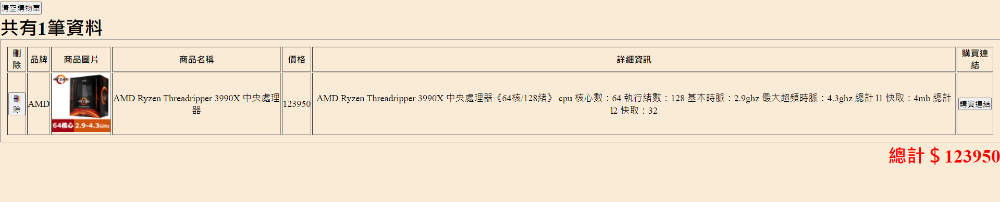 清空購物車
共有1筆資料
刪除 品牌 商品圖片 商品名稱 價格 詳細資訊 購買連結
刪除
AMD
RYZEN
RYZEN
64核心 2.9-4.3GHz
AMD Ryzen Threadripper 3990X 中央處理
器
123950
AMD Ryzen Threadripper 3990X 中央處理器《64核/128緒》 cpu 核心數：64 執行緒數：128 基本時脈：2.9ghz 最大超頻時脈：4.3ghz 總計 l1 快取：4mb 總計
l2 快取：32
購買連結
總計＄123950